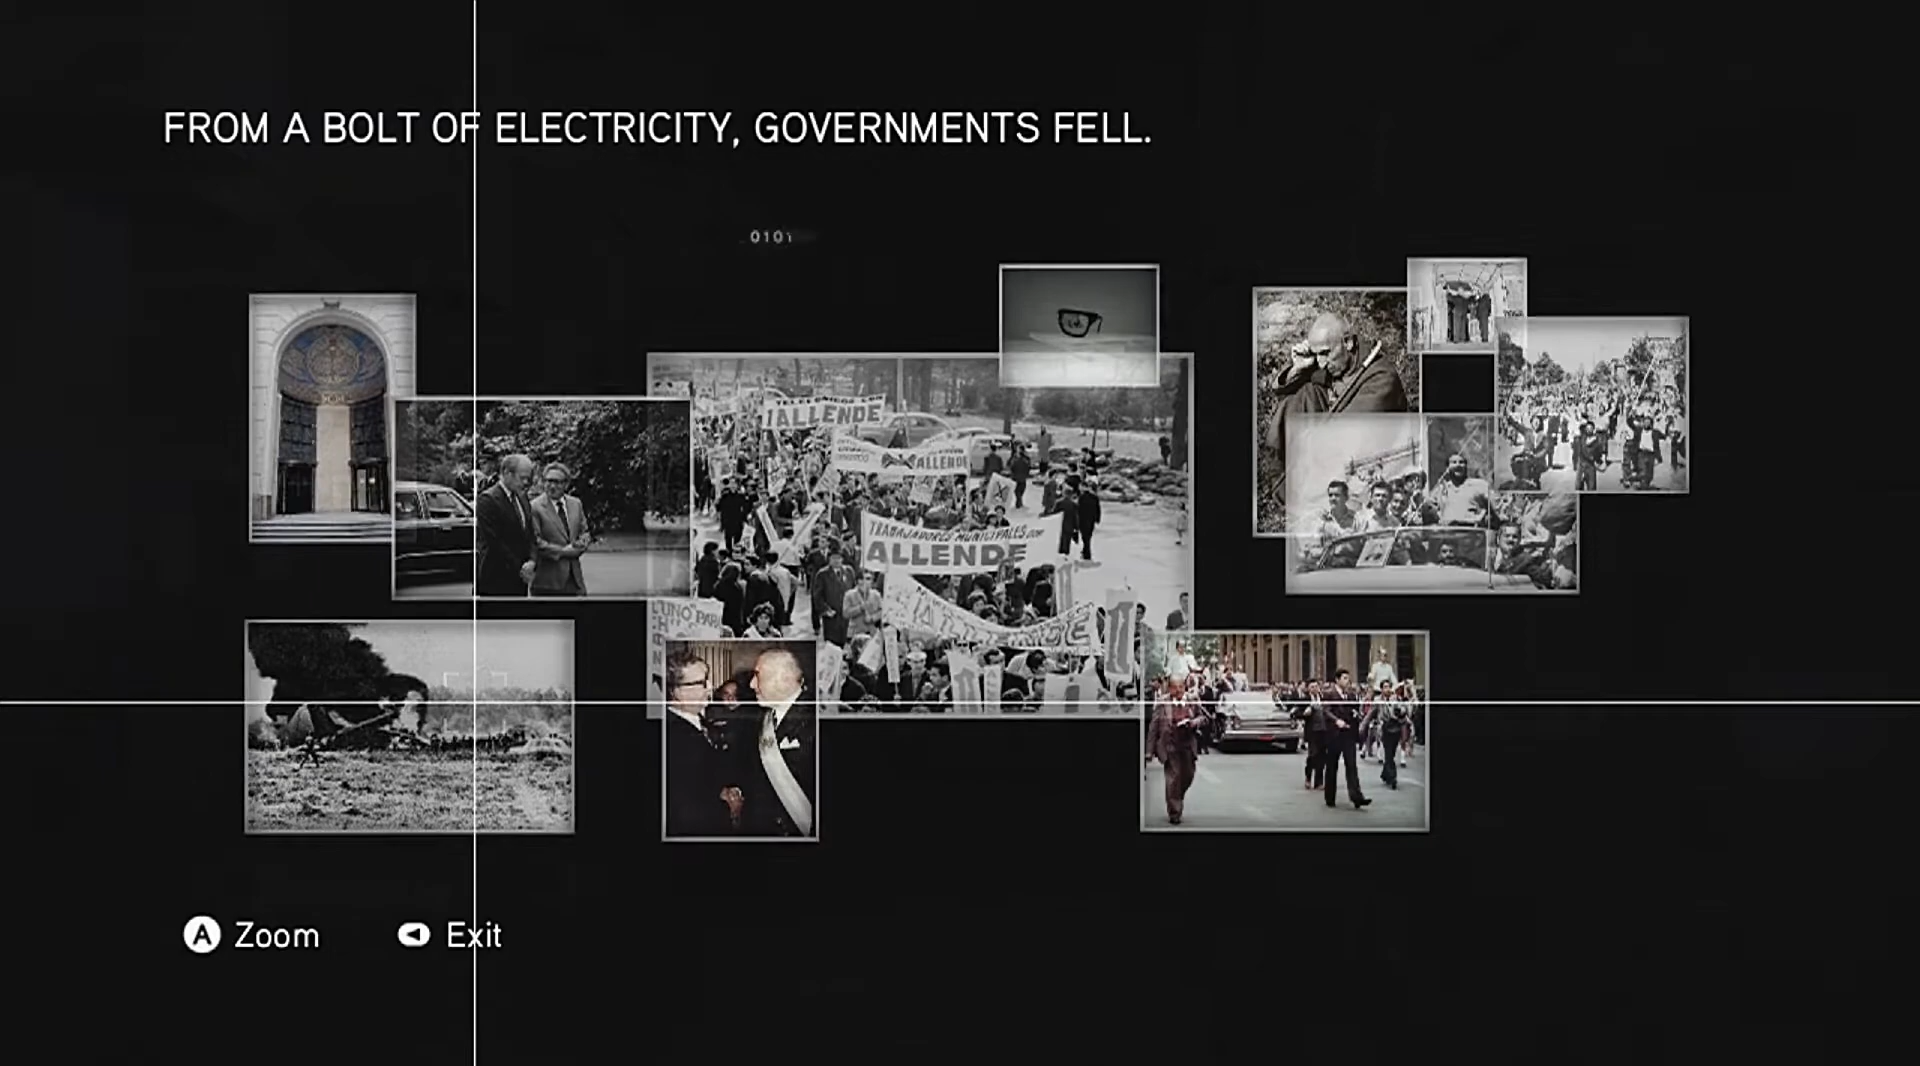 FROM A BOLT OF ELECTRICITY, GOVERNMENTS FELL.
0101
¡ALLENDE
ALLENDE
TRABAJADORES MUNICIPALES CON
ALLENDE
A Zoom
Exit